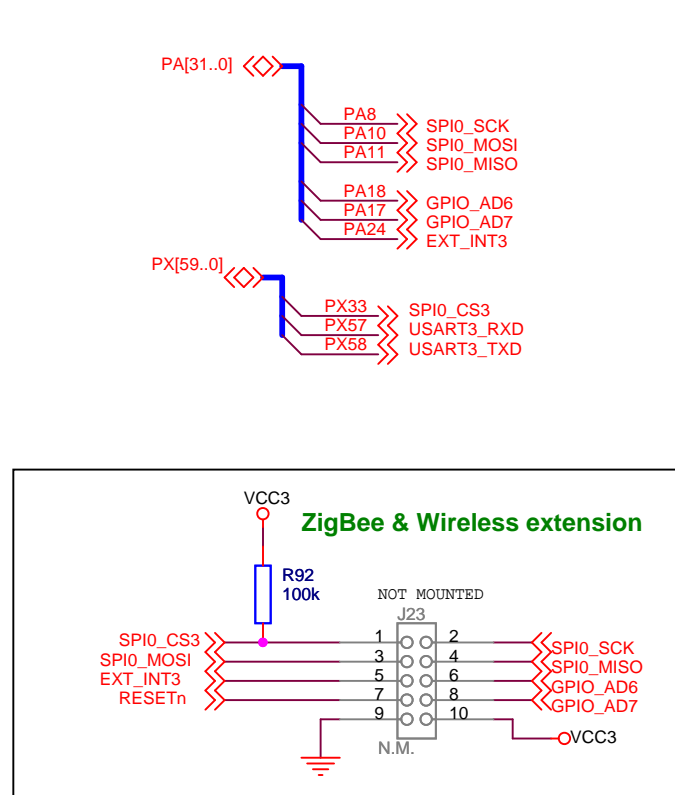 PA[31..0]
PA8 SPI0_SCK
PA10 SPI0_MOSI
PA11 SPI0_MISO
PA18 GPIO_AD6
PA17 GPIO_AD7
PA24 EXT_INT3
PX[59..0]
PX33 SPI0_CS3
PX57 USART3_RXD
PX58 USART3_TXD
VCC3
ZigBee & Wireless extension
R92
100k
NOT MOUNTED
J23
SPI0_CS3 1 2 SPI0_SCK
SPI0_MOSI 3 4 SPI0_MISO
EXT_INT3 5 6 GPIO_AD6
RESETn 7 8 GPIO_AD7
9 10
VCC3
N.M.